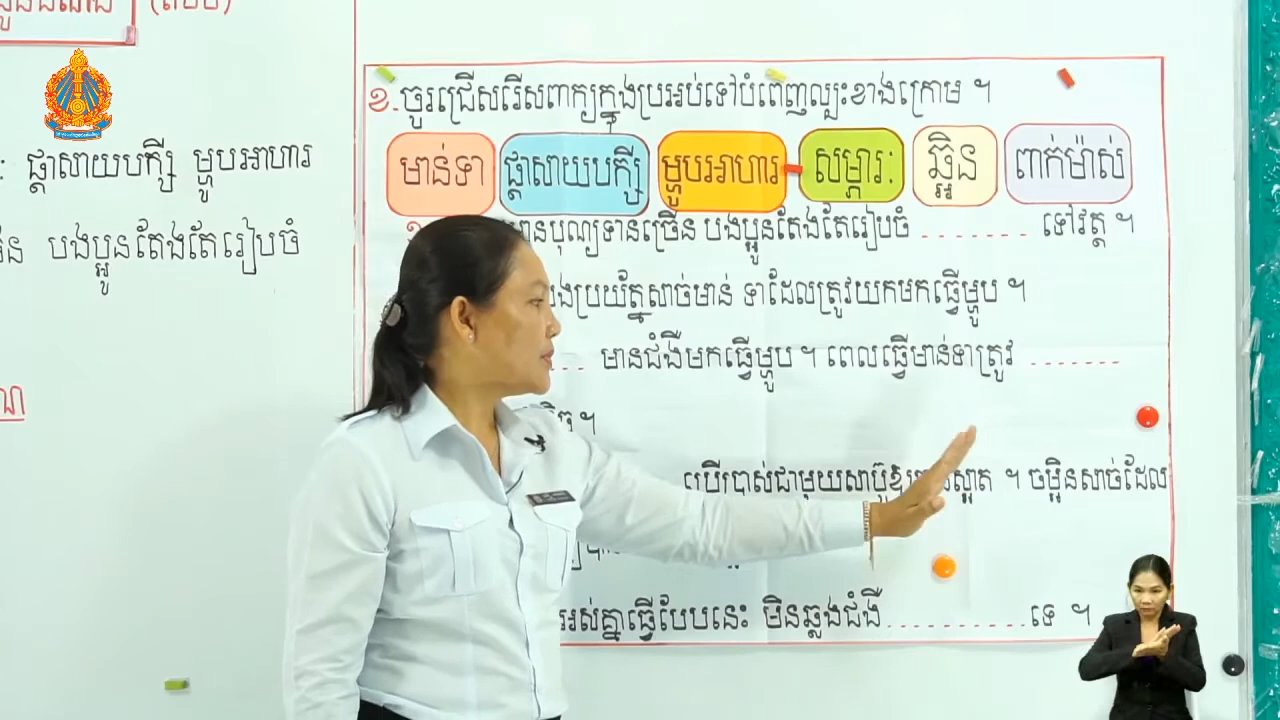 ផ្ដាសាយបក្សី ម្ហូបអាហារ
បងប្អូនតែងតែរៀបចំ
ខ.ចូរជ្រើសរើសពាក្យក្នុងប្រអប់ទៅបំពេញល្បះខាងក្រោម ។
មាន់ទា ផ្ដាសាយបក្សី ម្ហូបអាហារ សម្ភារៈ ឆ្អិន ពាក់ម៉ាស់
មានបុណ្យទានច្រើន បងប្អូនតែងតែរៀបចំ ........ ទៅវត្ត ។
ប្រយ័ត្នសាច់មាន់ ទាដែលត្រូវយកមកធ្វើម្ហូប ។
មានជំងឺមកធ្វើម្ហូប ។ ពេលធ្វើមាន់ទាត្រូវ ........
ប្រើប្រាស់ជាមួយសាប៊ូឱ្យ ស្អាត ។ ចម្អិនសាច់ដែល
អស់គ្នាធ្វើបែបនេះ មិនឆ្លងជំងឺ..........ទេ ។